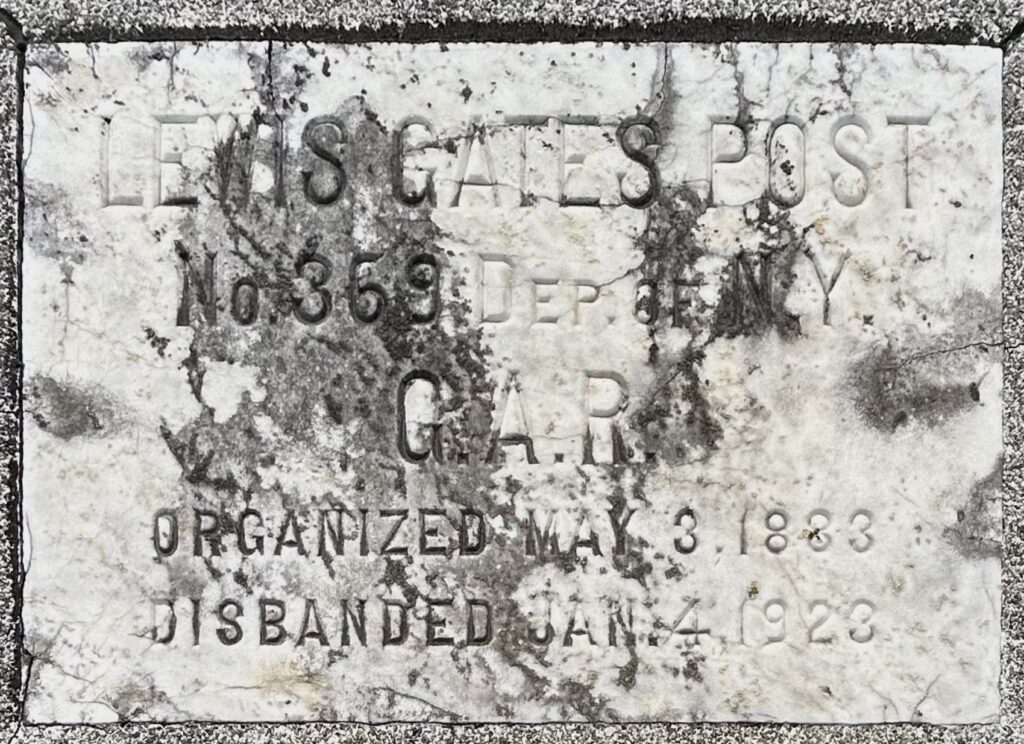 LEWIS GATES POST
No. 369 DEP. OF N.Y.
G.A.R.
ORGANIZED MAY 3, 1883
DISBANDED JAN. 4, 1923